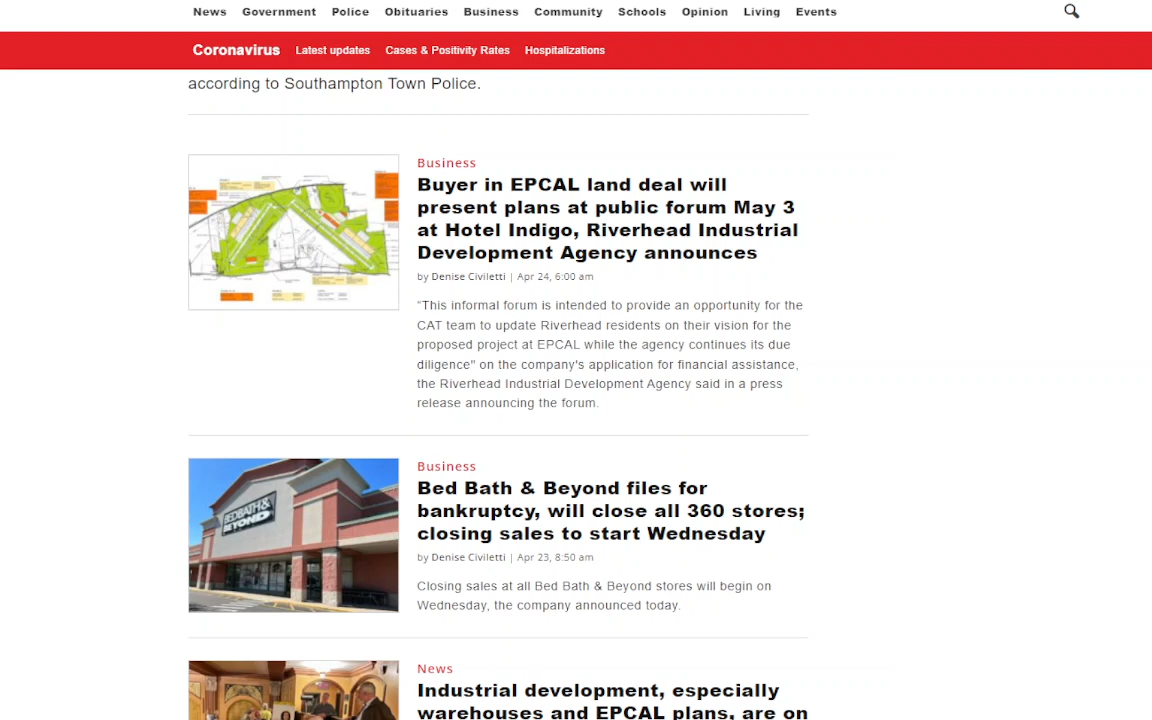 News Government Police Obituaries Business Community Schools Opinion Living Events
Coronavirus Latest updates Cases & Positivity Rates Hospitalizations
according to Southampton Town Police.
Business
Buyer in EPCAL land deal will
present plans at public forum May 3
at Hotel Indigo, Riverhead Industrial
Development Agency announces
by Denise Civiletti | Apr 24, 6:00 am
“This informal forum is intended to provide an opportunity for the
CAT team to update Riverhead residents on their vision for the
proposed project at EPCAL while the agency continues its due
diligence" on the company's application for financial assistance,
the Riverhead Industrial Development Agency said in a press
release announcing the forum.
BED BATH &
BEYOND
Business
Bed Bath & Beyond files for
bankruptcy, will close all 360 stores;
closing sales to start Wednesday
by Denise Civiletti | Apr 23, 8:50 am
Closing sales at all Bed Bath & Beyond stores will begin on
Wednesday, the company announced today.
News
Industrial development, especially
warehouses and EPCAL plans, are on